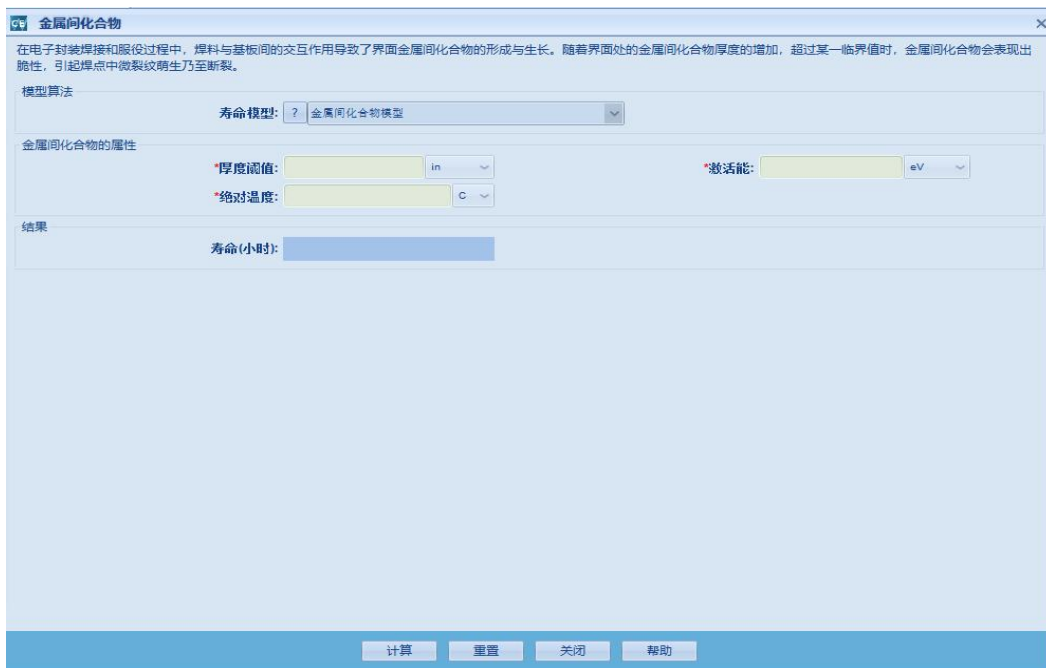 金属间化合物
在电子封装焊接和服役过程中，焊料与基板间的交互作用导致了界面金属间化合物的形成与生长。随着界面处的金属间化合物厚度的增加，超过某一临界值时，金属间化合物会表现出
脆性，引起焊点中微裂纹萌生乃至断裂。
模型算法
寿命模型: ? 金属间化合物模型
金属间化合物的属性
*厚度阈值: in *激活能: eV
*绝对温度: C
结果
寿命(小时):
计算 重置 关闭 帮助